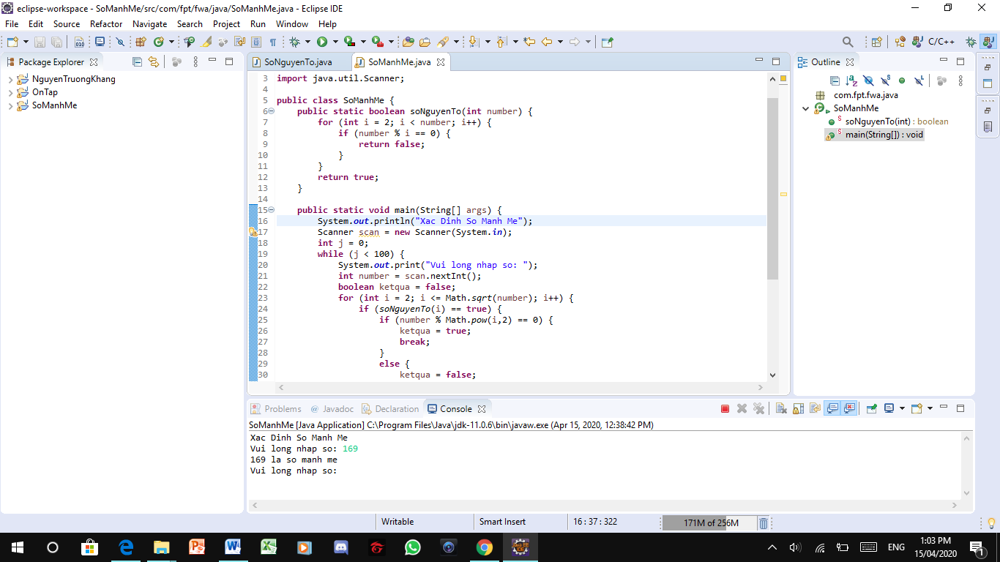 eclipse-workspace - SoManhMe/src/com/fpt/fwa/java/SoManhMe.java - Eclipse IDE
File Edit Source Refactor Navigate Search Project Run Window Help
C/C++
Package Explorer
NguyenTruongKhang
OnTap
SoManhMe
SoNguyenTo.java
SoManhMe.java
3 import java.util.Scanner;
4
5 public class SoManhMe {
6 public static boolean soNguyenTo(int number) {
7 for (int i = 2; i < number; i++) {
8 if (number % i == 0) {
9 return false;
10 }
11 }
12 return true;
13 }
14
15 public static void main(String[] args) {
16 System.out.println("Xac Dinh So Manh Me");
17 Scanner scan = new Scanner(System.in);
18 int j = 0;
19 while (j < 100) {
20 System.out.print("Vui long nhap so: ");
21 int number = scan.nextInt();
22 boolean ketqua = false;
23 for (int i = 2; i <= Math.sqrt(number); i++) {
24 if (soNguyenTo(i) == true) {
25 if (number % Math.pow(i,2) == 0) {
26 ketqua = true;
27 break;
28 }
29 else {
30 ketqua = false;
Outline
com.fpt.fwa.java
SoManhMe
soNguyenTo(int) : boolean
main(String[]) : void
Problems @ Javadoc Declaration Console
SoManhMe [Java Application] C:\Program Files\Java\jdk-11.0.6\bin\javaw.exe (Apr 15, 2020, 12:38:42 PM)
Xac Dinh So Manh Me
Vui long nhap so: 169
169 la so manh me
Vui long nhap so:
Writable Smart Insert 16 : 37 : 322 171M of 256M
ENG
1:03 PM
15/04/2020
1